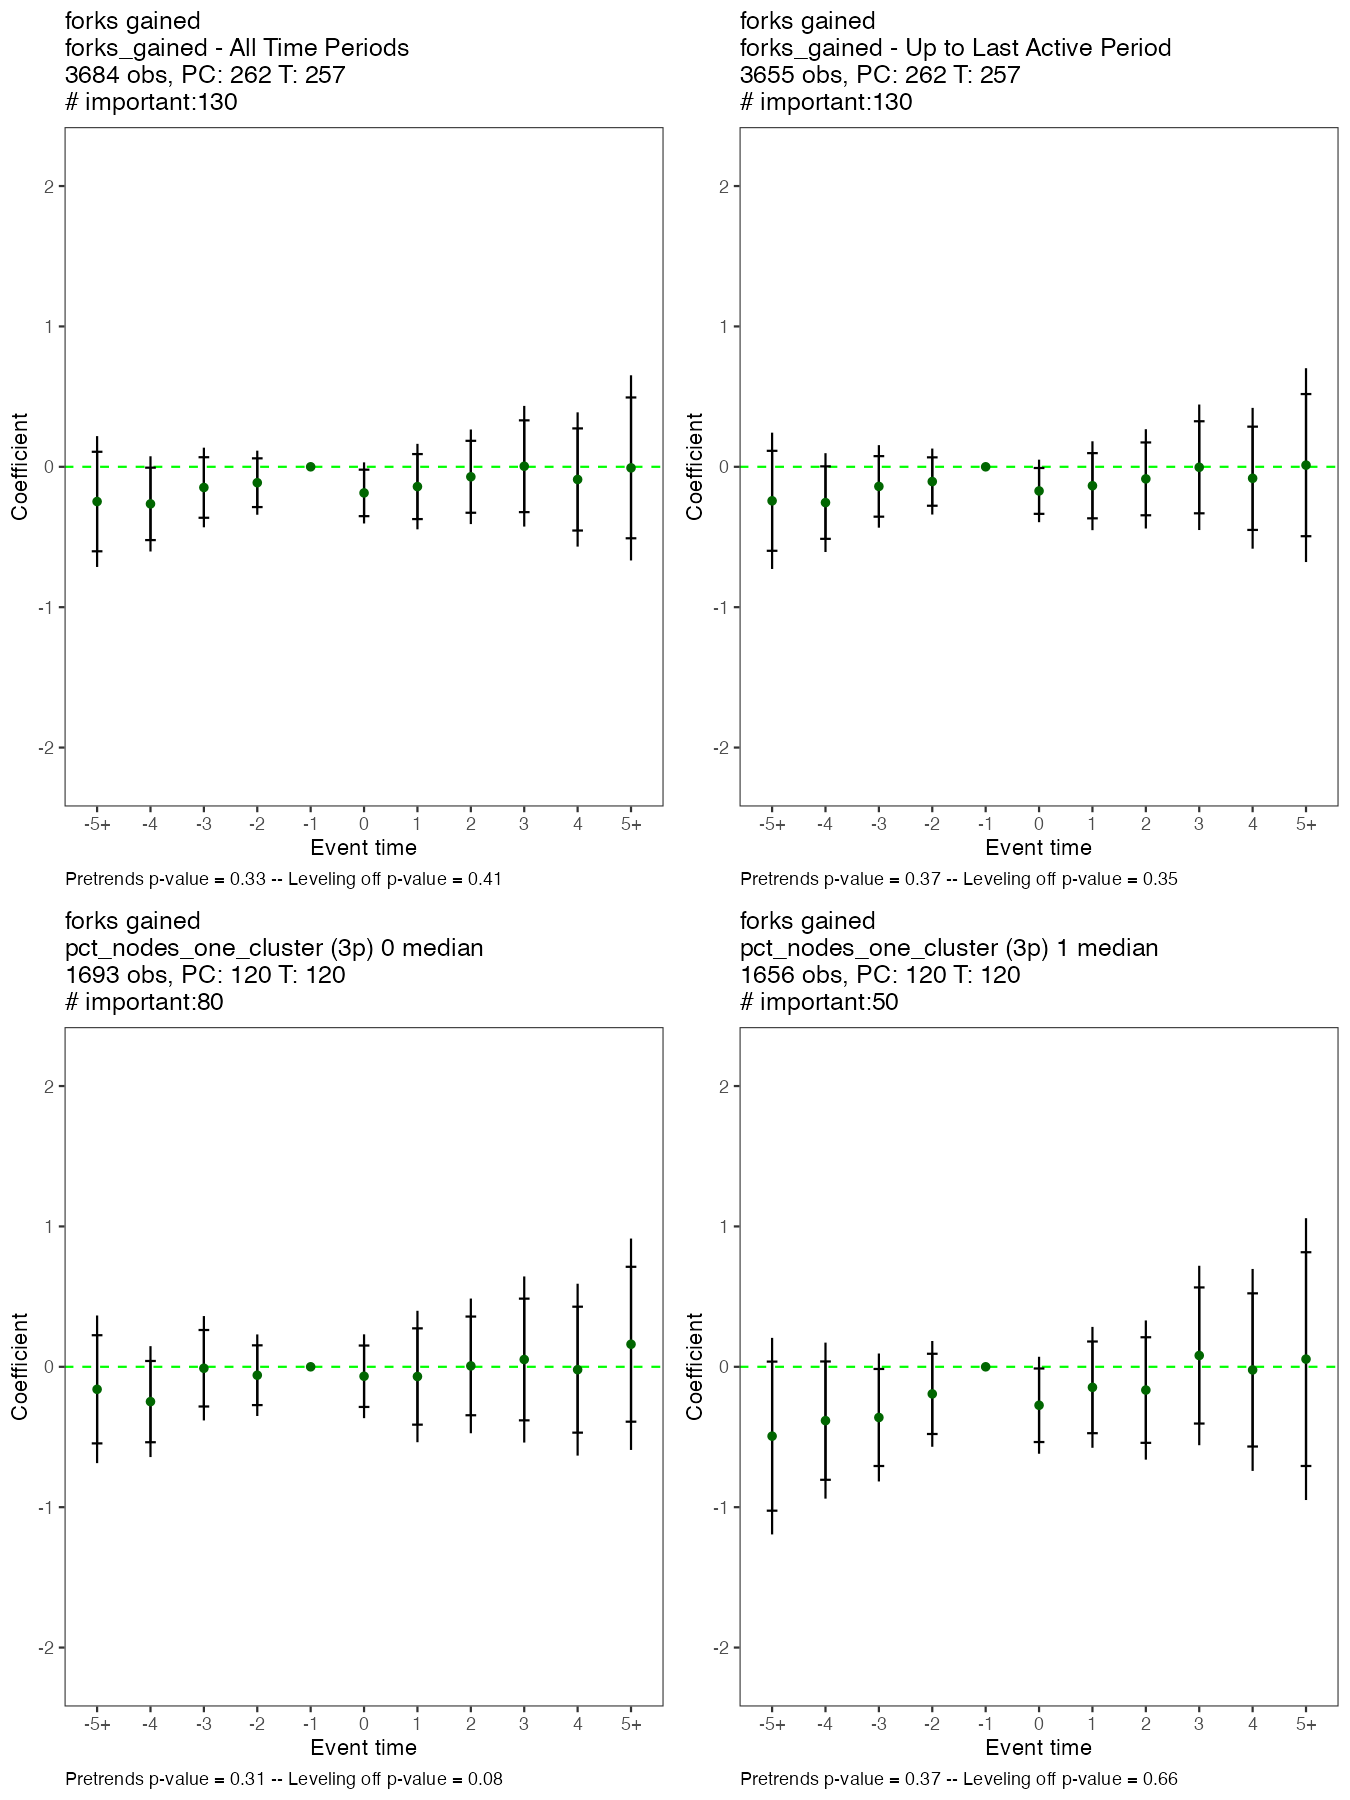 forks gained
forks_gained - All Time Periods
3684 obs, PC: 262 T: 257
# important:130
2
1
0
-1
-2
Coefficient
-5+ -4 -3 -2 -1 0 1 2 3 4 5+
Event time
Pretrends p-value = 0.33 -- Leveling off p-value = 0.41
forks gained
forks_gained - Up to Last Active Period
3655 obs, PC: 262 T: 257
# important:130
2
1
0
-1
-2
Coefficient
-5+ -4 -3 -2 -1 0 1 2 3 4 5+
Event time
Pretrends p-value = 0.37 -- Leveling off p-value = 0.35
forks gained
pct_nodes_one_cluster (3p) 0 median
1693 obs, PC: 120 T: 120
# important:80
2
1
0
-1
-2
Coefficient
-5+ -4 -3 -2 -1 0 1 2 3 4 5+
Event time
Pretrends p-value = 0.31 -- Leveling off p-value = 0.08
forks gained
pct_nodes_one_cluster (3p) 1 median
1656 obs, PC: 120 T: 120
# important:50
2
1
0
-1
-2
Coefficient
-5+ -4 -3 -2 -1 0 1 2 3 4 5+
Event time
Pretrends p-value = 0.37 -- Leveling off p-value = 0.66